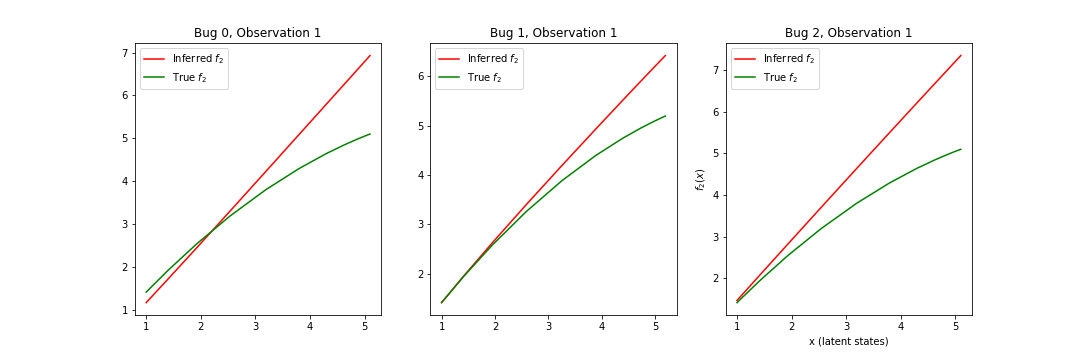 Bug 0, Observation 1
Inferred f₂
True f₂
7
6
5
4
3
2
1
1 2 3 4 5
Bug 1, Observation 1
Inferred f₂
True f₂
6
5
4
3
2
1 2 3 4 5
Bug 2, Observation 1
Inferred f₂
True f₂
f₂(x)
7
6
5
4
3
2
1 2 3 4 5
x (latent states)